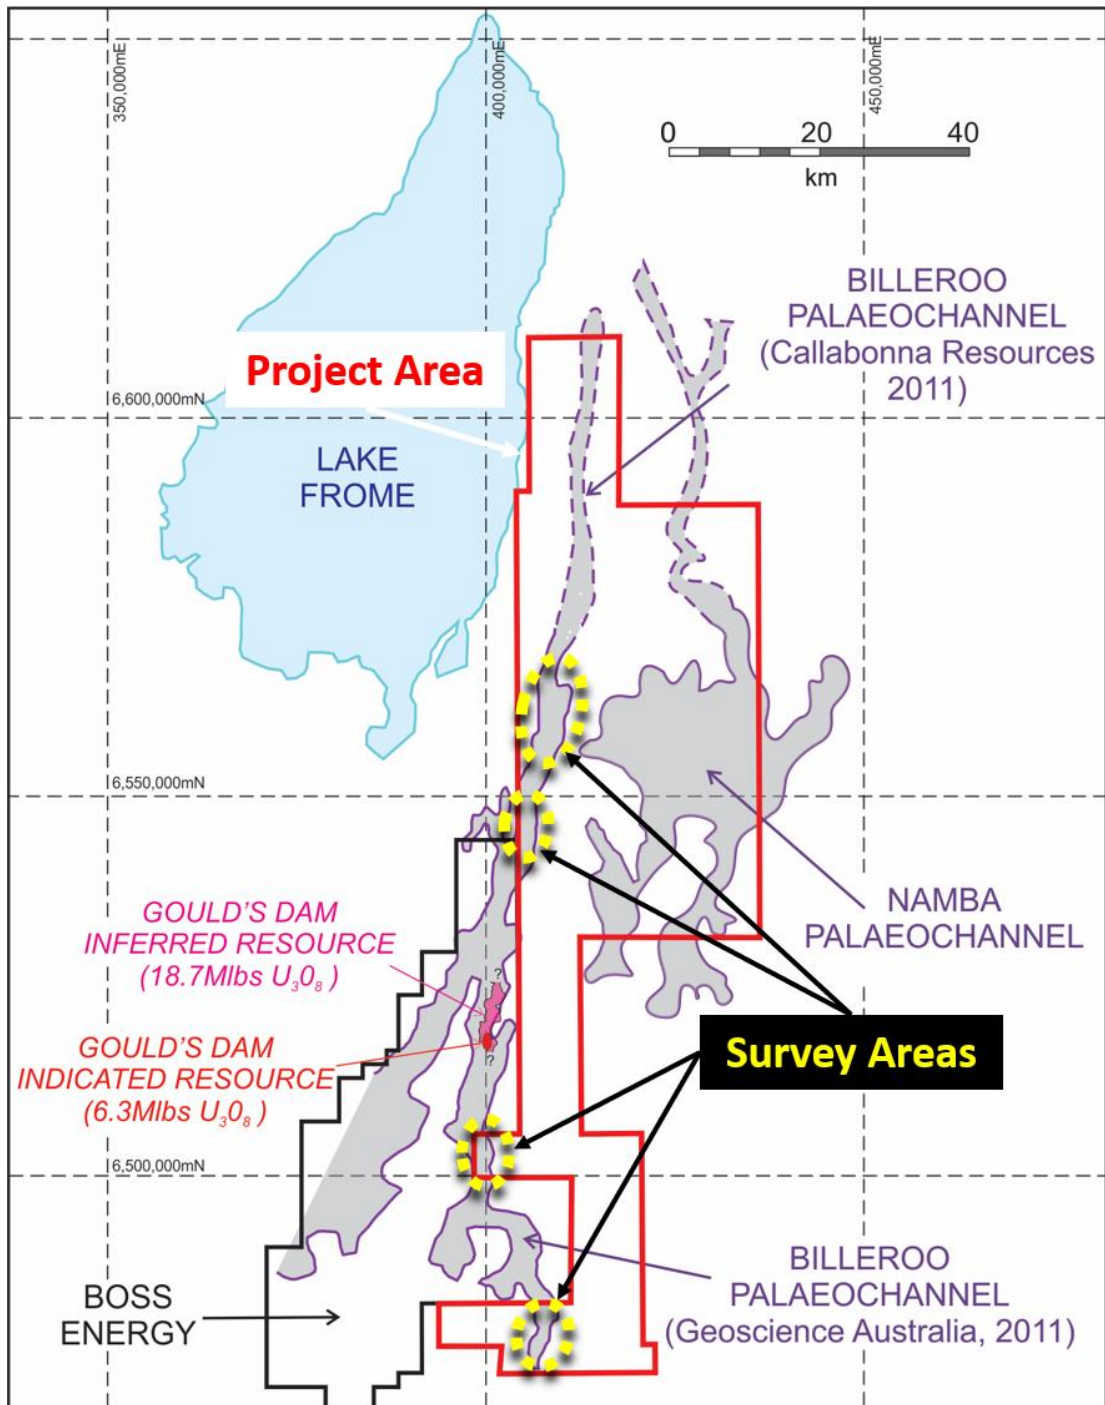 350,000mE
400,000mE
450,000mE
0 20 40
km
BILLEROO
PALAEOCHANNEL
(Callabonna Resources
2011)
Project Area
6,600,000mN
LAKE
FROME
6,550,000mN
GOULD'S DAM
INFERRED RESOURCE
(18.7Mlbs U₃0₈ )
NAMBA
PALAEOCHANNEL
?
?
GOULD'S DAM
INDICATED RESOURCE
(6.3Mlbs U₃0₈ )
Survey Areas
6,500,000mN
BOSS
ENERGY
BILLEROO
PALAEOCHANNEL
(Geoscience Australia, 2011)